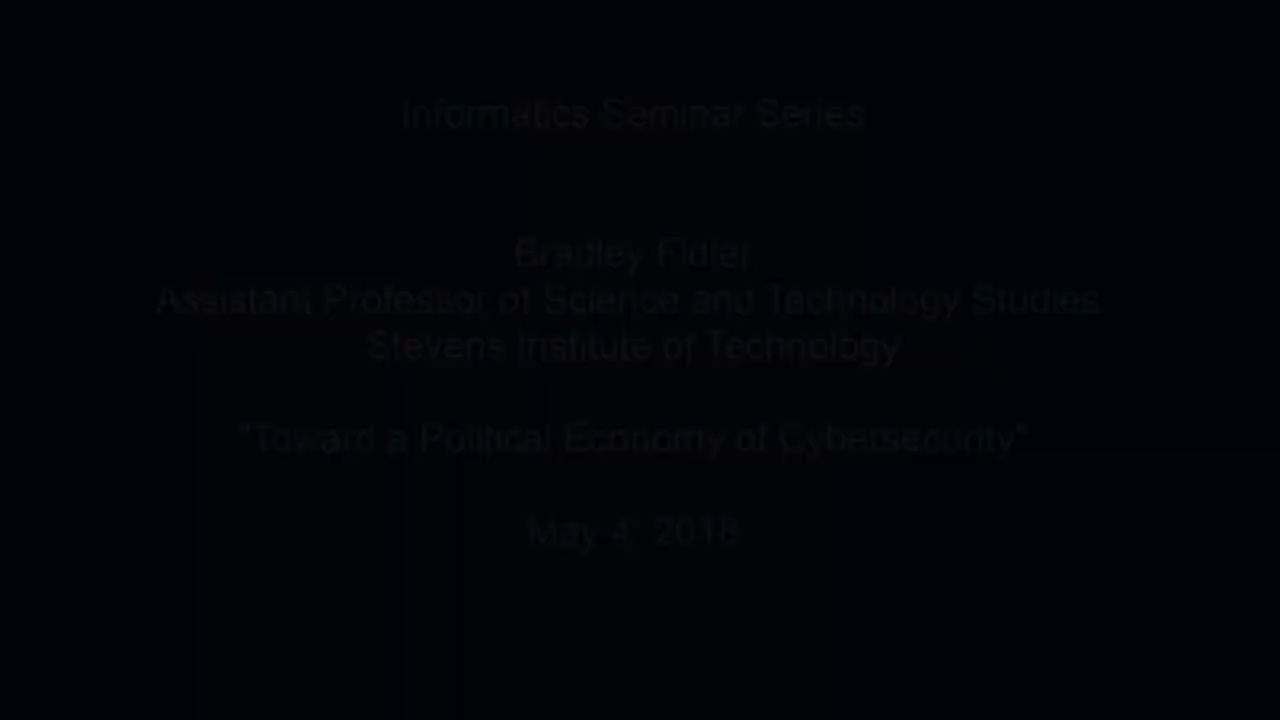 Informatics Seminar Series
Bradley Fidler
Assistant Professor of Science and Technology Studies
Stevens Institute of Technology
"Toward a Political Economy of Cybersecurity"
May 4, 2018